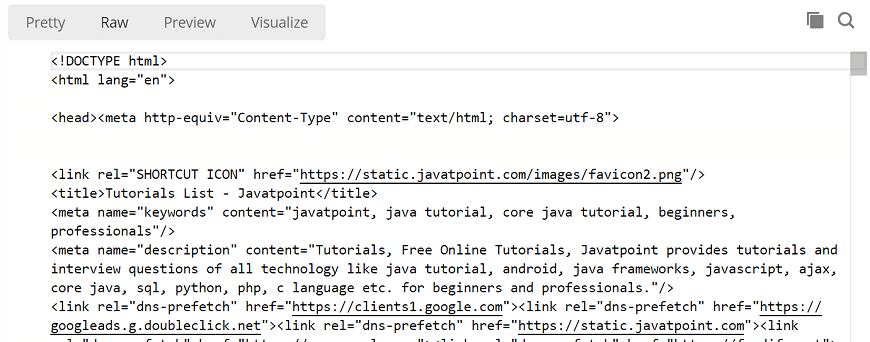 Pretty Raw Preview Visualize
<!DOCTYPE html>
<html lang="en">
<head><meta http-equiv="Content-Type" content="text/html; charset=utf-8">
<link rel="SHORTCUT ICON" href="https://static.javatpoint.com/images/favicon2.png"/>
<title>Tutorials List - Javatpoint</title>
<meta name="keywords" content="javatpoint, java tutorial, core java tutorial, beginners,
professionals"/>
<meta name="description" content="Tutorials, Free Online Tutorials, Javatpoint provides tutorials and
interview questions of all technology like java tutorial, android, java frameworks, javascript, ajax,
core java, sql, python, php, c language etc. for beginners and professionals."/>
<link rel="dns-prefetch" href="https://clients1.google.com"><link rel="dns-prefetch" href="https://
googleads.g.doubleclick.net"><link rel="dns-prefetch" href="https://static.javatpoint.com"><link